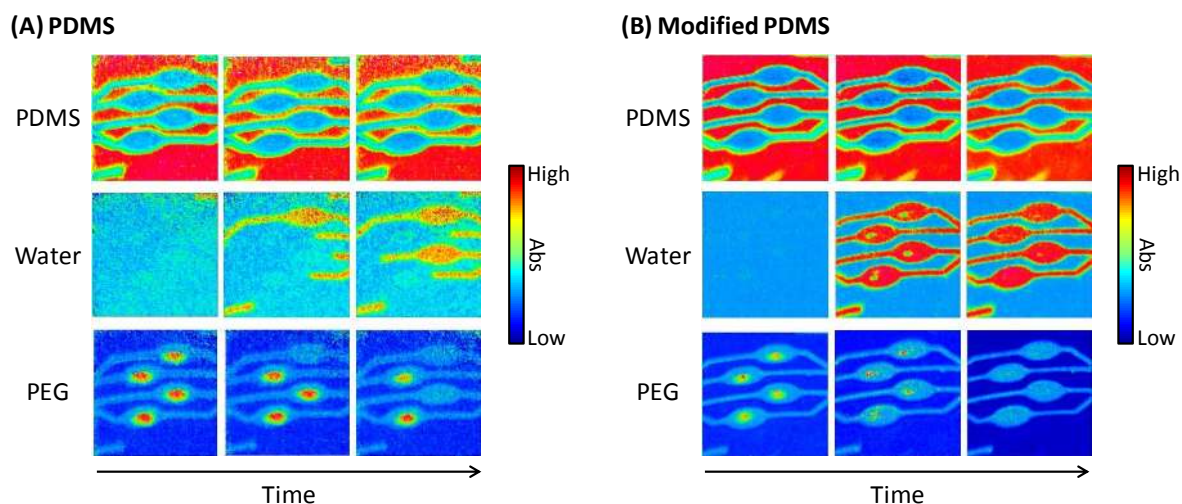 (A) PDMS
PDMS
Water
PEG
High
Abs
Low
Time
(B) Modified PDMS
PDMS
Water
PEG
High
Abs
Low
Time